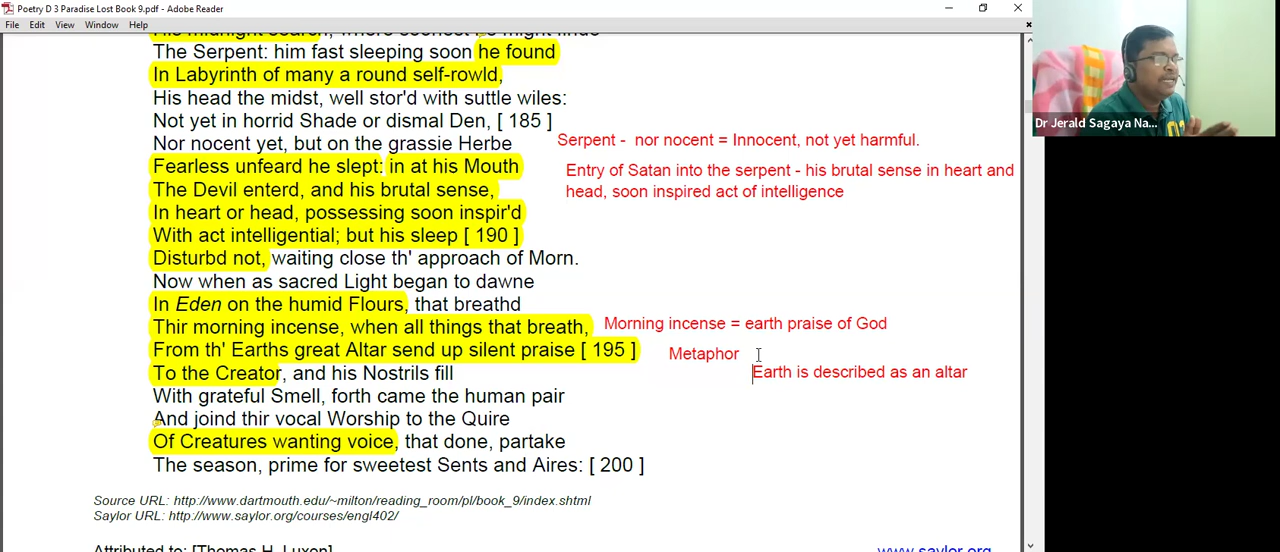 Poetry D 3 Paradise Lost Book 9.pdf - Adobe Reader
File Edit View Window Help
The Serpent: him fast sleeping soon he found
In Labyrinth of many a round self-rowld,
His head the midst, well stor'd with suttle wiles:
Not yet in horrid Shade or dismal Den, [ 185 ]
Nor nocent yet, but on the grassie Herbe
Serpent - nor nocent = Innocent, not yet harmful.
Fearless unfeard he slept: in at his Mouth
The Devil enterd, and his brutal sense,
Entry of Satan into the serpent - his brutal sense in heart and
head, soon inspired act of intelligence
In heart or head, possessing soon inspir'd
With act intelligential; but his sleep [ 190 ]
Disturbd not, waiting close th' approach of Morn.
Now when as sacred Light began to dawne
In Eden on the humid Flours, that breathd
Thir morning incense, when all things that breath,
Morning incense = earth praise of God
From th' Earths great Altar send up silent praise [ 195 ]
Metaphor
To the Creator, and his Nostrils fill
Earth is described as an altar
With grateful Smell, forth came the human pair
And joind thir vocal Worship to the Quire
Of Creatures wanting voice, that done, partake
The season, prime for sweetest Sents and Aires: [ 200 ]
Source URL: http://www.dartmouth.edu/~milton/reading_room/pl/book_9/index.shtml
Saylor URL: http://www.saylor.org/courses/engl402/
Attributed to: [Thomas H. Luxon]
www.saylor.org
Dr Jerald Sagaya Na...